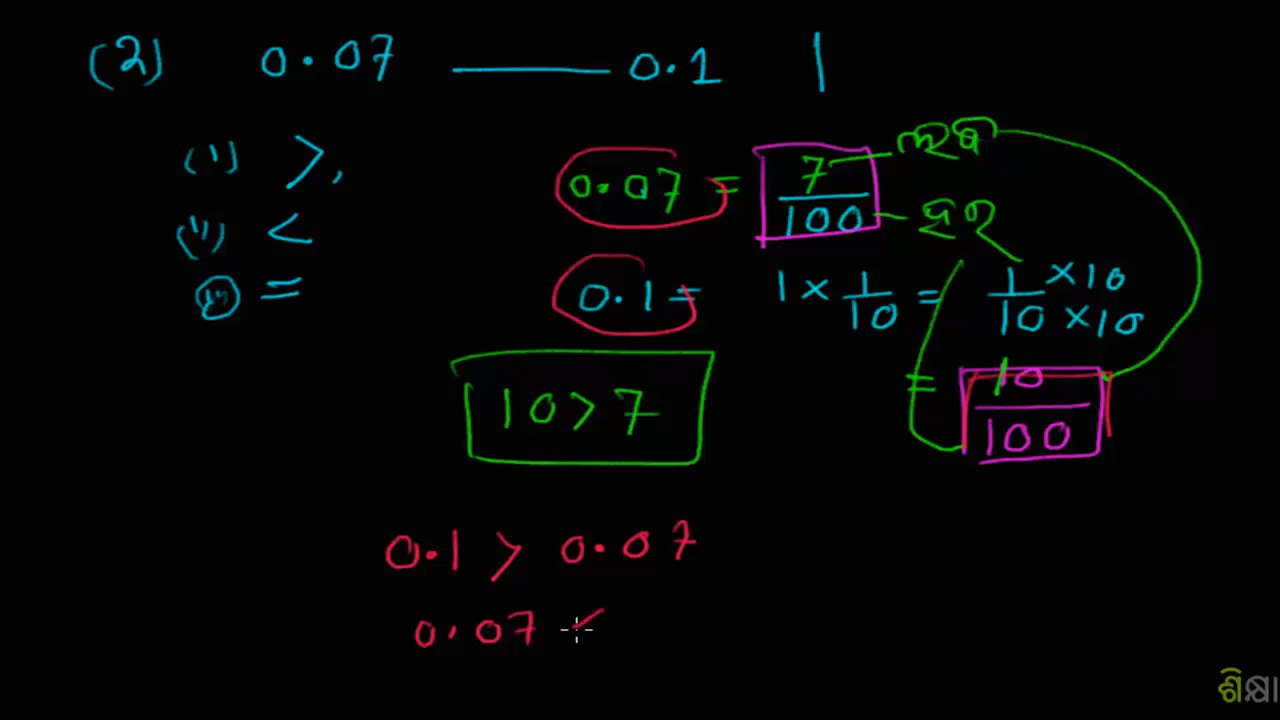 (2) 0.07 ——— 0.1 |
(i) >,
(ii) <
(iii) =
0.07 = 7/100
ଲବ
ହର
0.1 = 1 × 1/10 = 1×10/10×10
= 10/100
10 > 7
0.1 > 0.07
0.07
ଶିକ୍ଷା